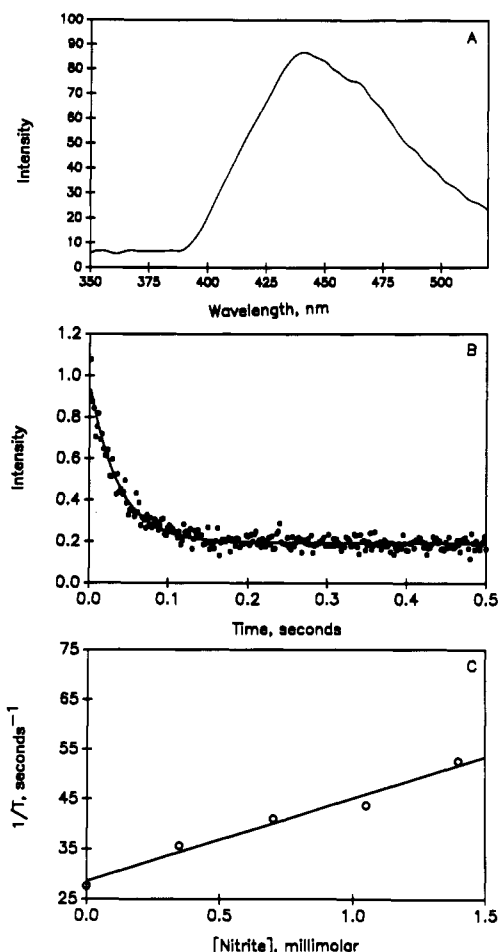 A
100
90
80
70
60
50
40
30
20
10
0
Intensity
350 375 400 425 450 475 500
Wavelength, nm
B
1.2
1.0
0.8
0.6
0.4
0.2
0.0
Intensity
0.0 0.1 0.2 0.3 0.4 0.5
Time, seconds
C
75
65
55
45
35
25
1/T, seconds⁻¹
0.0 0.5 1.0 1.5
[Nitrite], millimolar